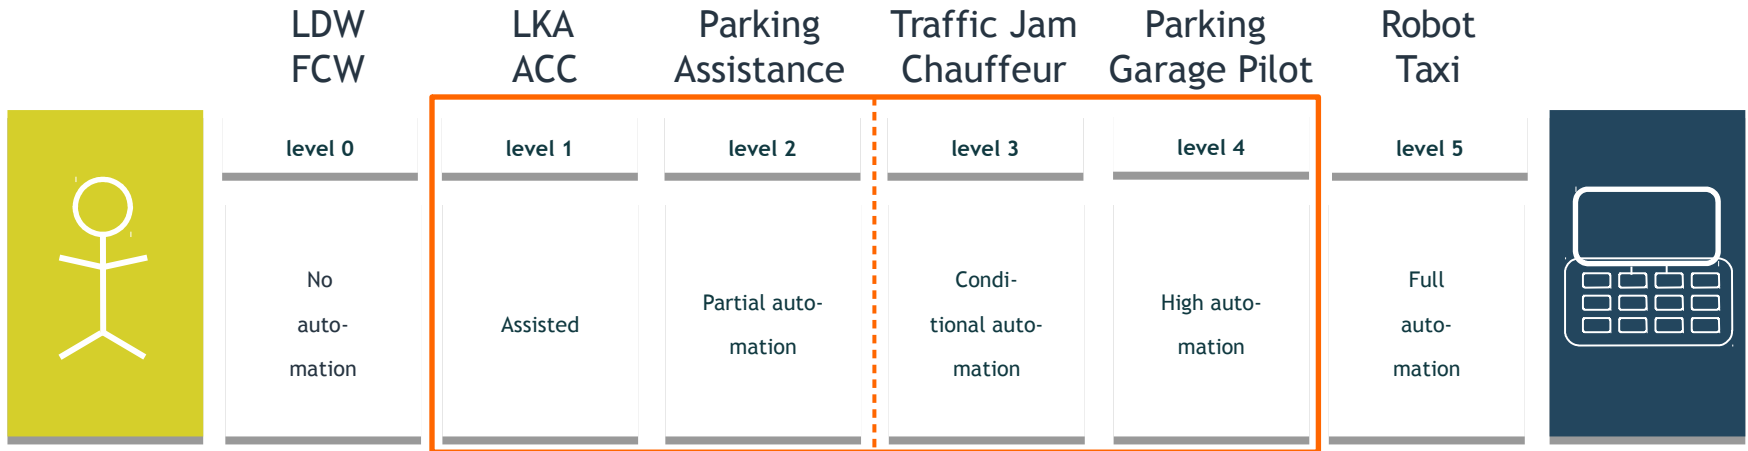 LDW
FCW
LKA
ACC
Parking
Assistance
Traffic Jam
Chauffeur
Parking
Garage Pilot
Robot
Taxi
level 0
level 1
level 2
level 3
level 4
level 5
No
auto-
mation
Assisted
Partial auto-
mation
Condi-
tional auto-
mation
High auto-
mation
Full
auto-
mation